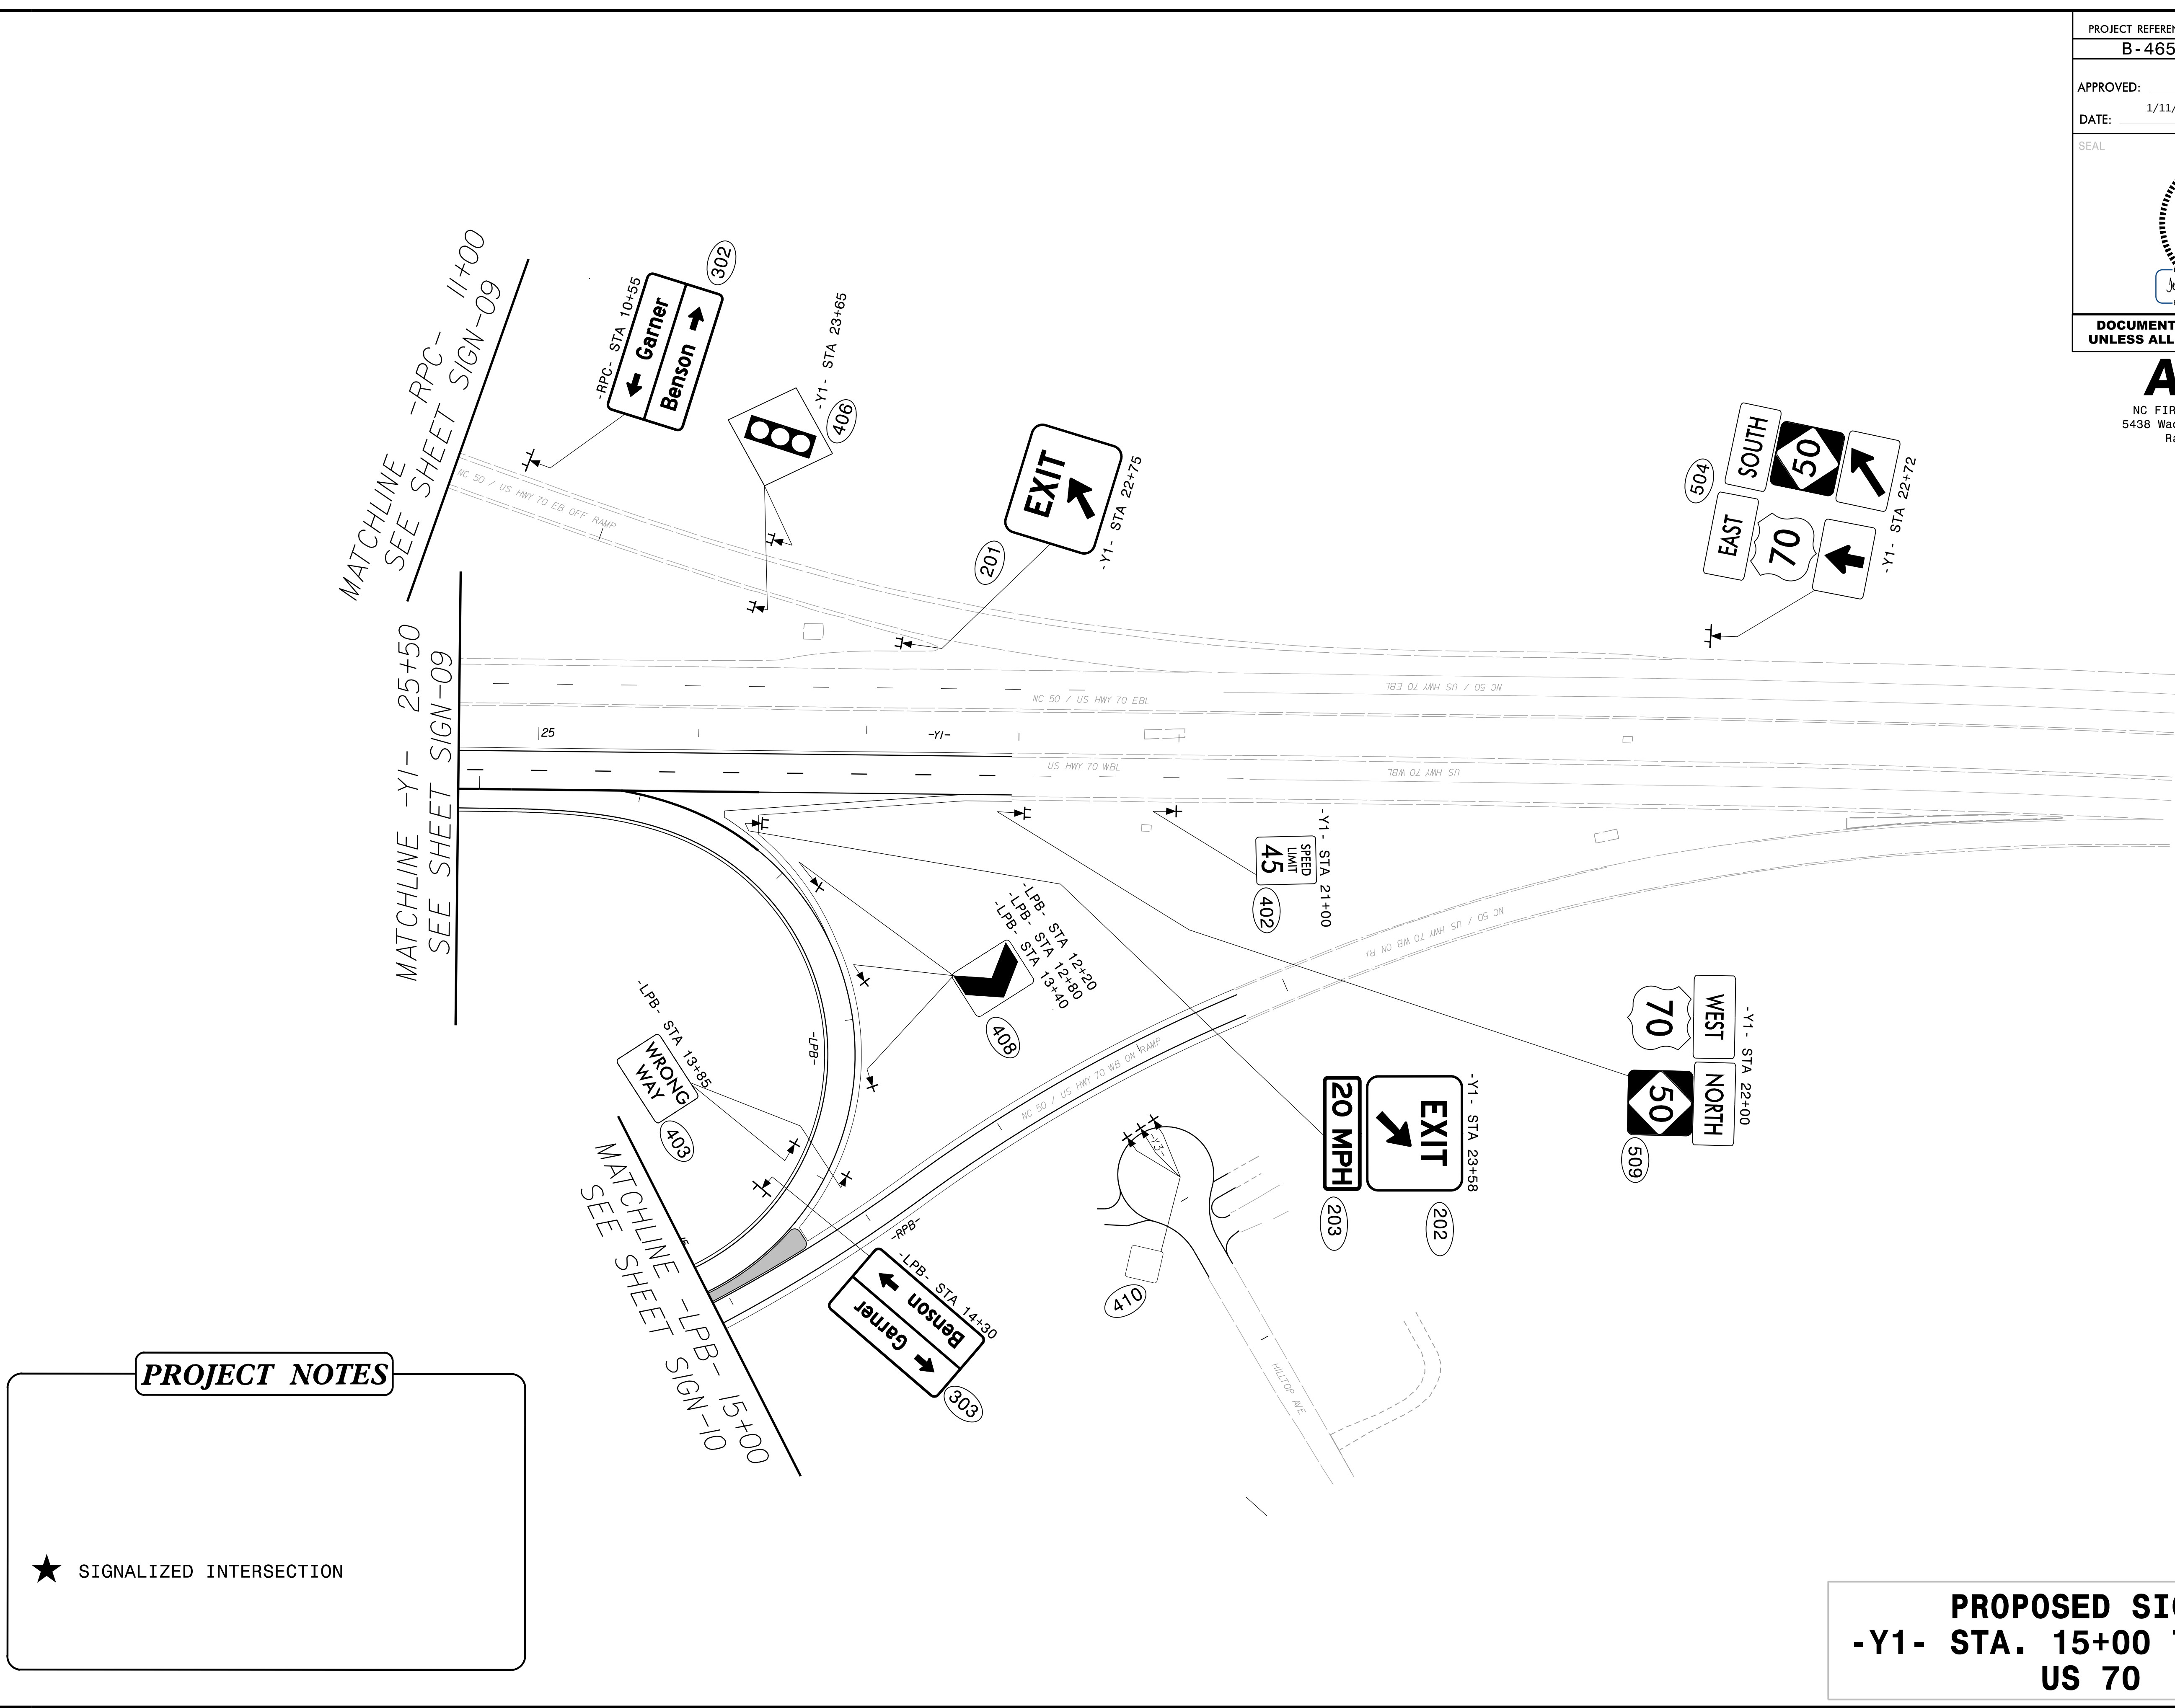 PROJECT REFEREN
B-465
APPROVED:
1/11/
DATE:
SEAL
DOCUMENT
UNLESS ALL
A
NC FIR
5438 Wad
Ra
MATCHLINE -RPC- 11+00
SEE SHEET SIGN-09
-RPC- STA 10+55
Garner
Benson
302
-Y1- STA 23+65
406
NC 50 / US HWY 70 EB OFF RAMP
EXIT
201
-Y1- STA 22+75
504
SOUTH
50
EAST
70
-Y1- STA 22+72
MATCHLINE -Y1- 25+50
SEE SHEET SIGN-09
NC 50 / US HWY 70 EBL
NC 50 / US HWY 70 EBL
25
-Y1-
US HWY 70 WBL
US HWY 70 WBL
SPEED
LIMIT
45
402
-Y1- STA 21+00
-LPB- STA 12+20
-LPB- STA 12+80
-LPB- STA 13+40
408
NC 50 / US HWY 70 WB ON RA
-LPB-
-LPB- STA 13+85
WRONG
WAY
403
NC 50 / US HWY 70 WB ON RAMP
WEST
70
NORTH
50
509
-Y1- STA 22+00
EXIT
20 MPH
-Y1- STA 23+58
203
202
-Y3-
410
HILLTOP AVE
-RPB-
-LPB- STA 14+30
Benson
Garner
303
MATCHLINE -LPB- 15+00
SEE SHEET SIGN-10
PROJECT NOTES
★ SIGNALIZED INTERSECTION
PROPOSED SIG
-Y1- STA. 15+00 T
US 70